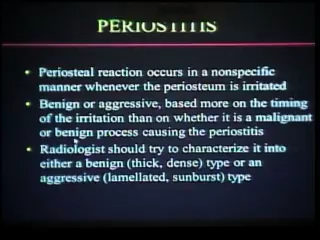 PERIOSTITIS
• Periosteal reaction occurs in a nonspecific
manner whenever the periosteum is irritated
• Benign or aggressive, based more on the timing
of the irritation than on whether it is a malignant
or benign process causing the periostitis
• Radiologist should try to characterize it into
either a benign (thick, dense) type or an
aggressive (lamellated, sunburst) type